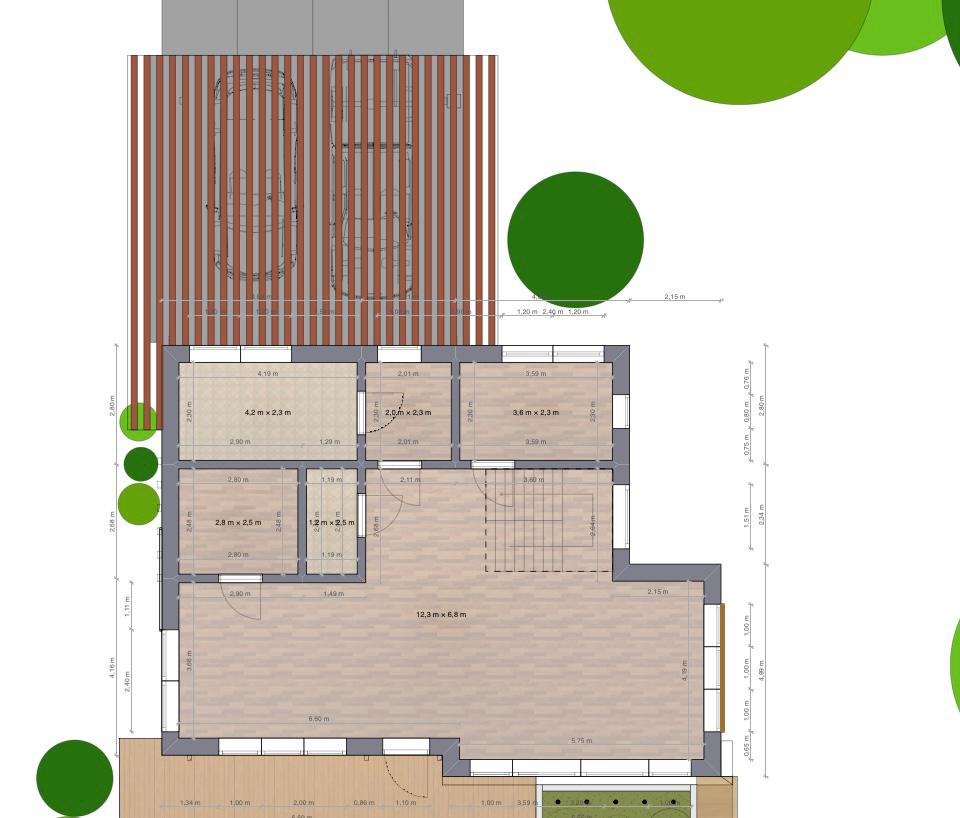 2,15 m
1,20 m 2,40 m 1,20 m
4,19 m
2,01 m
3,59 m
2,80 m
2,30 m
4,2 m × 2,3 m
2,30 m
2,0 m × 2,3 m
2,30 m
3,6 m × 2,3 m
2,30 m
0,76 m
0,80 m
0,75 m
2,80 m
2,90 m
1,29 m
2,01 m
3,59 m
2,80 m
1,19 m
2,11 m
3,60 m
2,68 m
2,48 m
2,8 m × 2,5 m
2,48 m
1,2 m × 2,5 m
2,68 m
2,64 m
1,51 m
2,34 m
2,80 m
1,19 m
2,90 m
1,49 m
2,15 m
1,11 m
12,3 m × 6,8 m
4,16 m
2,40 m
3,66 m
4,19 m
1,00 m
1,00 m
1,00 m
0,65 m
4,99 m
6,60 m
5,75 m
1,34 m
1,00 m
2,00 m
0,86 m
1,10 m
1,00 m
3,59 m
6,60 m